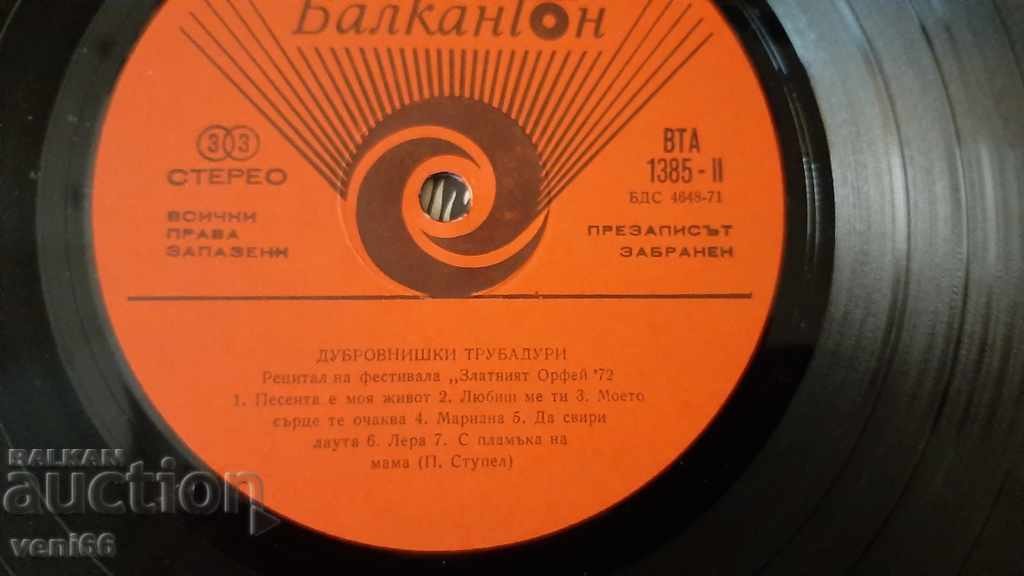 Балкантон
33
СТЕРЕО
ВСИЧКИ
ПРАВА
ЗАПАЗЕНИ
ВТА
1385 - II
БДС 4648-71
ПРЕЗАПИСЪТ
ЗАБРАНЕН
ДУБРОВНИШКИ ТРУБАДУРИ
Рецитал на фестивала „Златният Орфей '72
1. Песента е моя живот 2. Любиш ме ти 3. Моето
сърце те очаква 4. Мариана 5. Да свири
лаута 6. Лера 7. С пламъка на
мама (П. Ступел)
BALKAN
auction
veni66